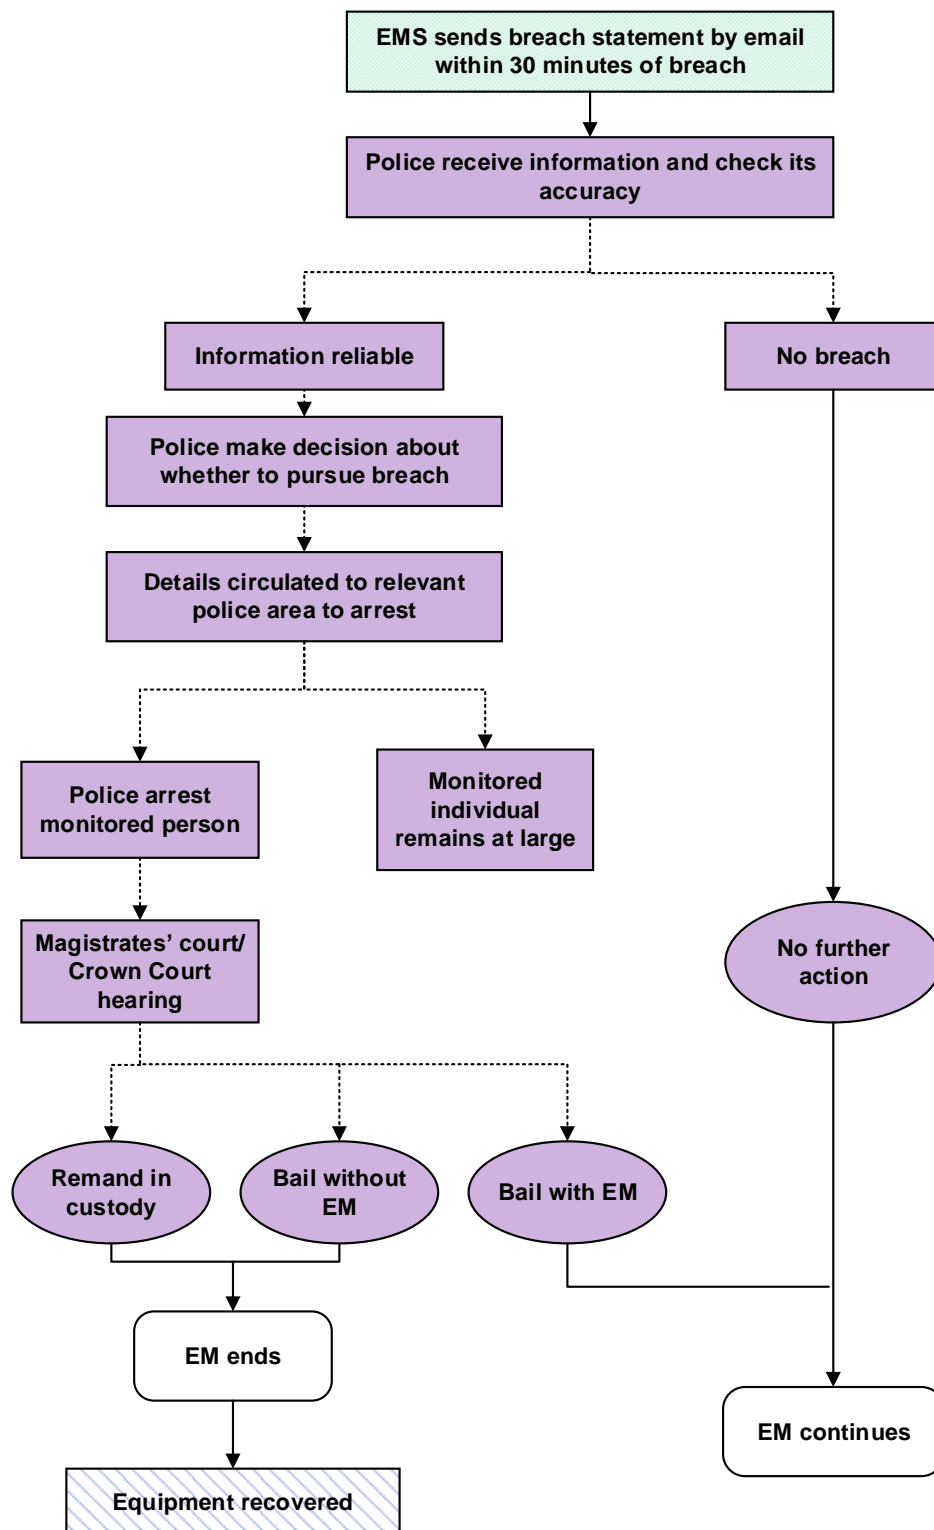 EMS sends breach statement by email
within 30 minutes of breach
Police receive information and check its
accuracy
Information reliable
No breach
Police make decision about
whether to pursue breach
Details circulated to relevant
police area to arrest
Police arrest
monitored person
Monitored
individual
remains at large
Magistrates’ court/
Crown Court
hearing
No further
action
Remand in
custody
Bail without
EM
Bail with EM
EM ends
EM continues
Equipment recovered